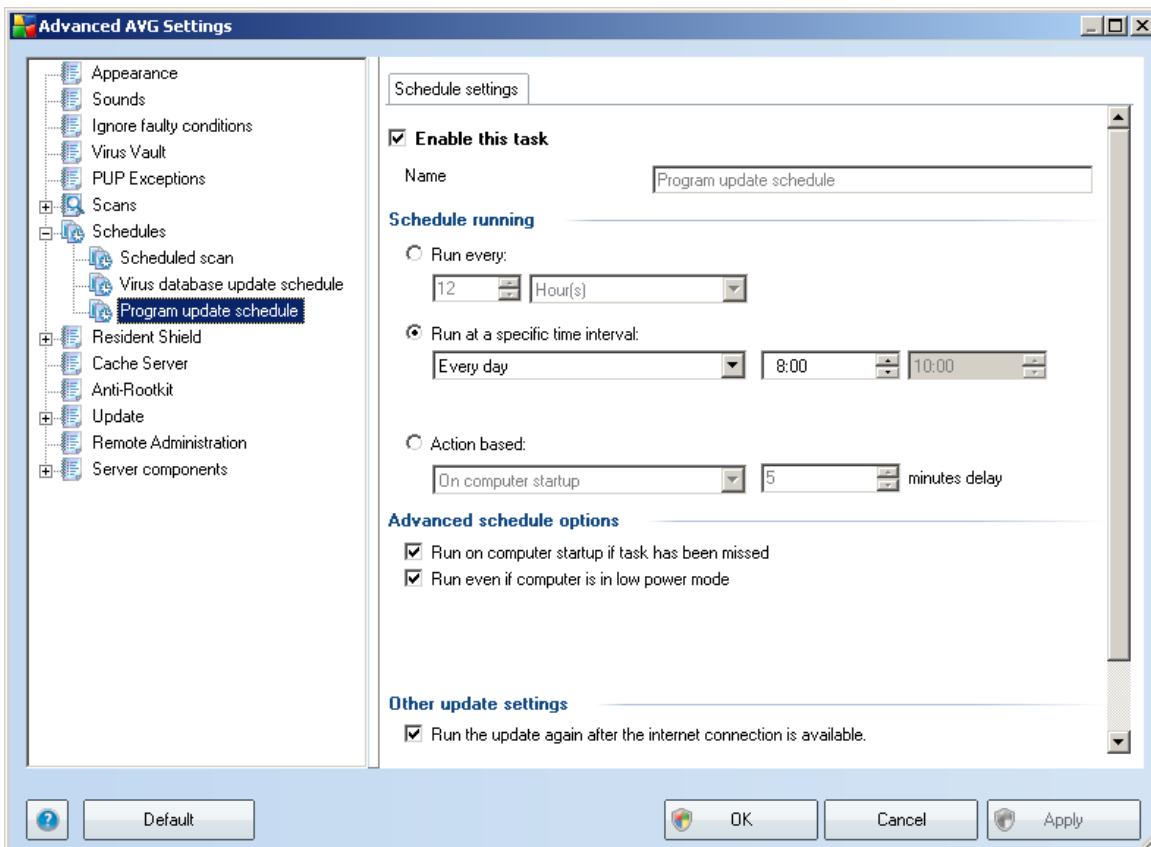 Advanced AVG Settings
Appearance
Sounds
Ignore faulty conditions
Virus Vault
PUP Exceptions
Scans
Schedules
Scheduled scan
Virus database update schedule
Program update schedule
Resident Shield
Cache Server
Anti-Rootkit
Update
Remote Administration
Server components
Schedule settings
Enable this task
Name Program update schedule
Schedule running
Run every:
12 Hour(s)
Run at a specific time interval:
Every day 8:00 10:00
Action based:
On computer startup 5 minutes delay
Advanced schedule options
Run on computer startup if task has been missed
Run even if computer is in low power mode
Other update settings
Run the update again after the internet connection is available.
? Default OK Cancel Apply